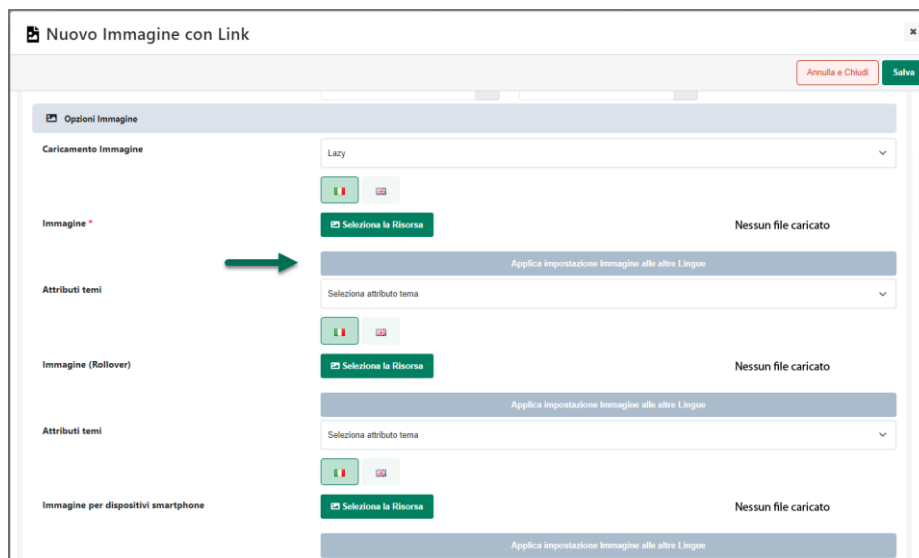 Nuovo Immagine con Link
Annulla e Chiudi
Salva
Opzioni Immagine
Caricamento Immagine
Lazy
Immagine *
Seleziona la Risorsa
Nessun file caricato
Applica impostazione Immagine alle altre Lingue
Attributi temi
Seleziona attributo tema
Immagine (Rollover)
Seleziona la Risorsa
Nessun file caricato
Applica impostazione Immagine alle altre Lingue
Attributi temi
Seleziona attributo tema
Immagine per dispositivi smartphone
Seleziona la Risorsa
Nessun file caricato
Applica impostazione Immagine alle altre Lingue